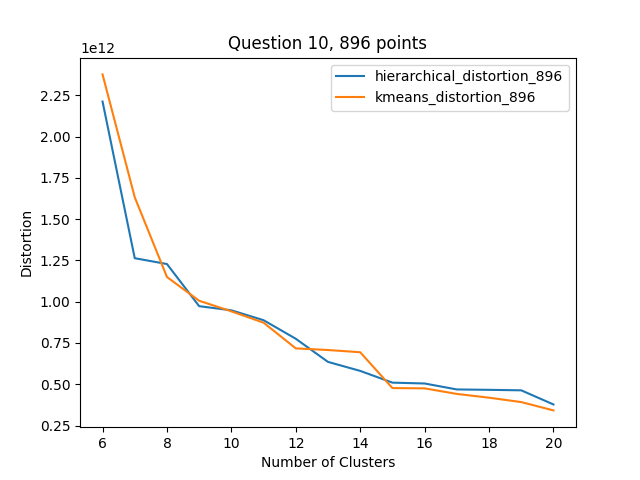 Question 10, 896 points
1e12
hierarchical_distortion_896
kmeans_distortion_896
2.25
2.00
1.75
1.50
1.25
1.00
0.75
0.50
0.25
Distortion
6 8 10 12 14 16 18 20
Number of Clusters